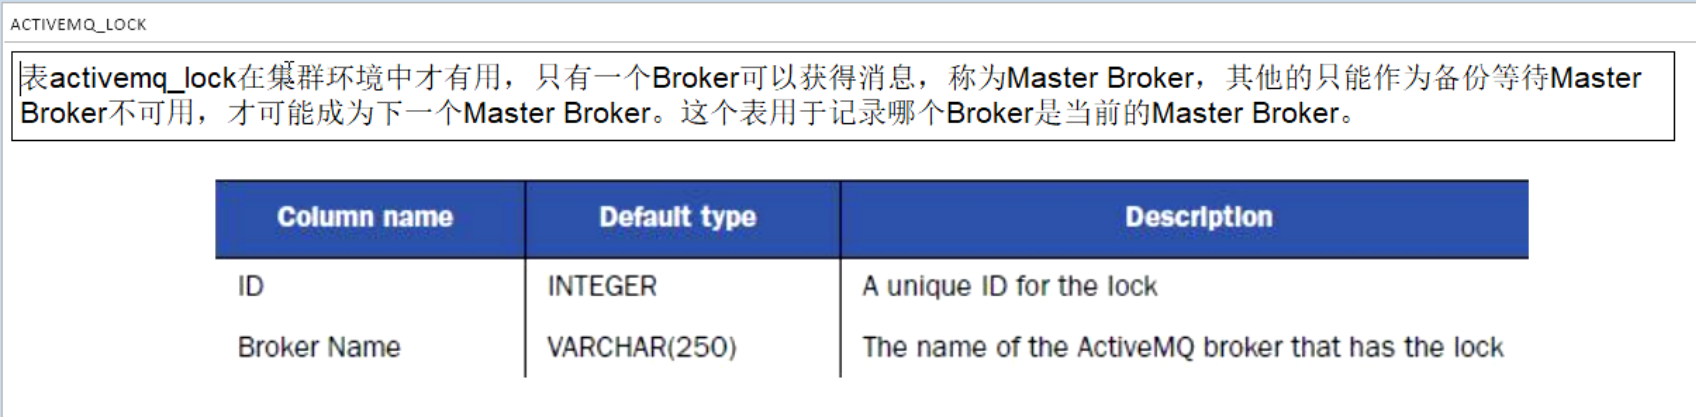 ACTIVEMQ_LOCK
表activemq_lock在集群环境中才有用，只有一个Broker可以获得消息，称为Master Broker，其他的只能作为备份等待Master
Broker不可用，才可能成为下一个Master Broker。这个表用于记录哪个Broker是当前的Master Broker。
Column name Default type Description
ID INTEGER A unique ID for the lock
Broker Name VARCHAR(250) The name of the ActiveMQ broker that has the lock